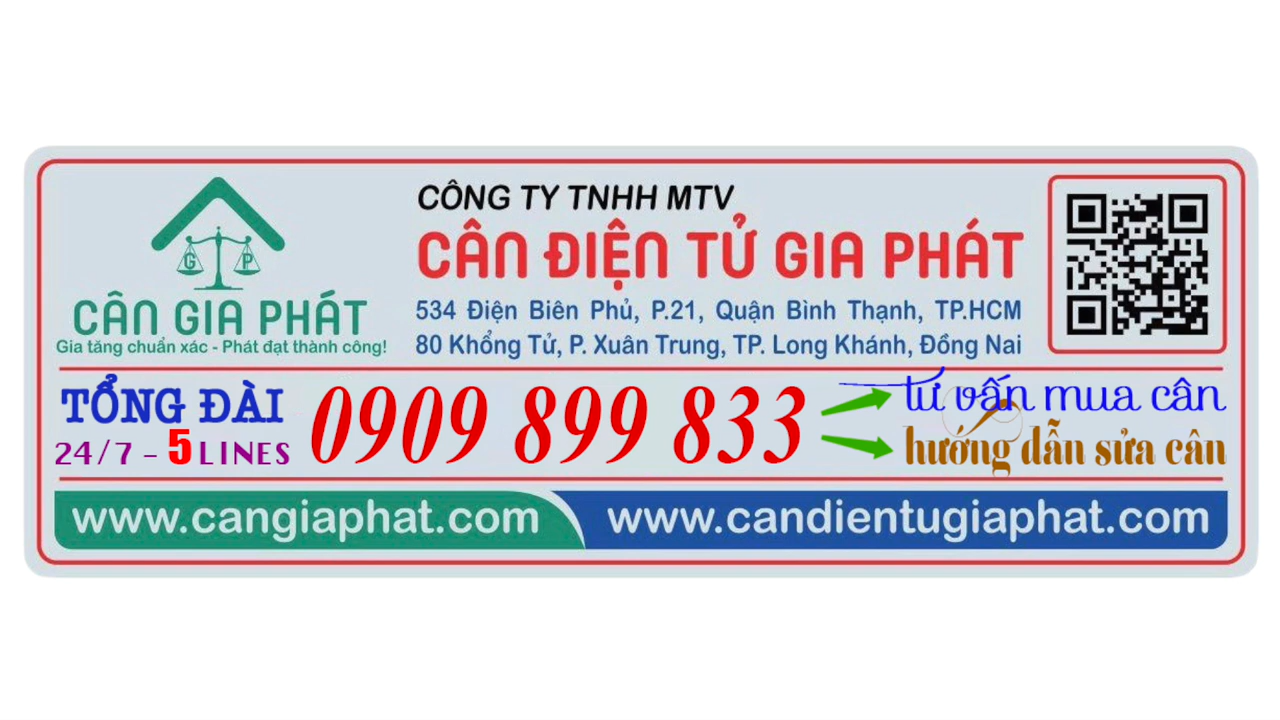 G P
CÂN GIA PHÁT
Gia tăng chuẩn xác - Phát đạt thành công!
CÔNG TY TNHH MTV
CÂN ĐIỆN TỬ GIA PHÁT
534 Điện Biên Phủ, P.21, Quận Bình Thạnh, TP.HCM
80 Khổng Tử, P. Xuân Trung, TP. Long Khánh, Đồng Nai
TỔNG ĐÀI
24/7 - 5 LINES
0909 899 833
tư vấn mua cân
hướng dẫn sửa cân
www.cangiaphat.com
www.candientugiaphat.com